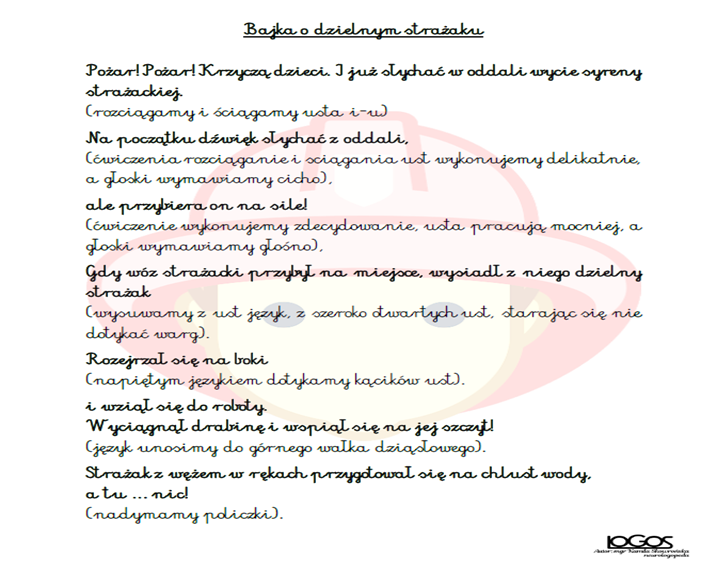 Bajka o dzielnym strażaku
Pożar! Pożar! Krzyczą dzieci. I już słychać w oddali wycie syreny
strażackiej.
(rozciągamy i ściągamy usta i-u)
Na początku dźwięk słychać z oddali,
(ćwiczenia rozciąganie i sciągania ust wykonujemy delikatnie,
a głoski wymawiamy cicho),
ale przybiera on na sile!
(ćwiczenie wykonujemy zdecydowanie, usta pracują mocniej, a
głoski wymawiamy głośno),
Gdy wóz strażacki przybył na miejsce, wysiadł z niego dzielny
strażak
(wysuwamy z ust język, z szeroko otwartych ust, starając się nie
dotykać warg).
Rozejrzał się na boki
(napiętym językiem dotykamy kącików ust).
i wziął się do roboty.
Wyciągnął drabinę i wspiął się na jej szczyt!
(język unosimy do górnego wałka dziąsłowego).
Strażak z wężem w rękach przygotował się na chlust wody,
a tu ... nic!
(nadymamy policzki).
LOGOS
Autor: mgr Kamila Skowrońska
neurologopeda